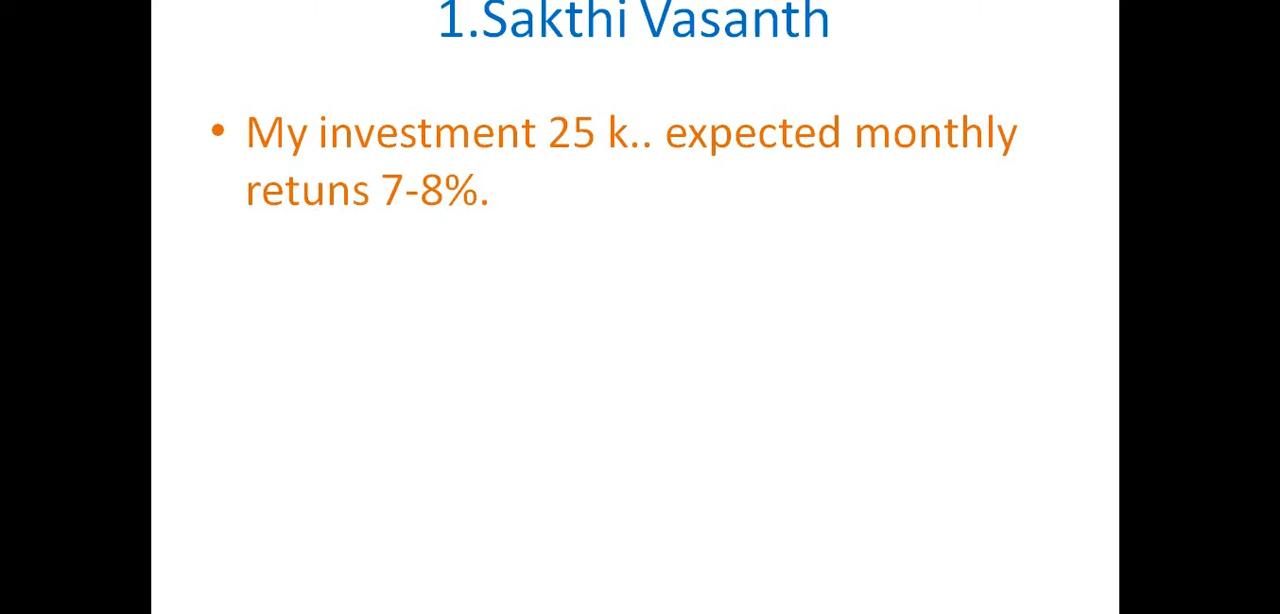 1.Sakthi Vasanth
• My investment 25 k.. expected monthly
retuns 7-8%.